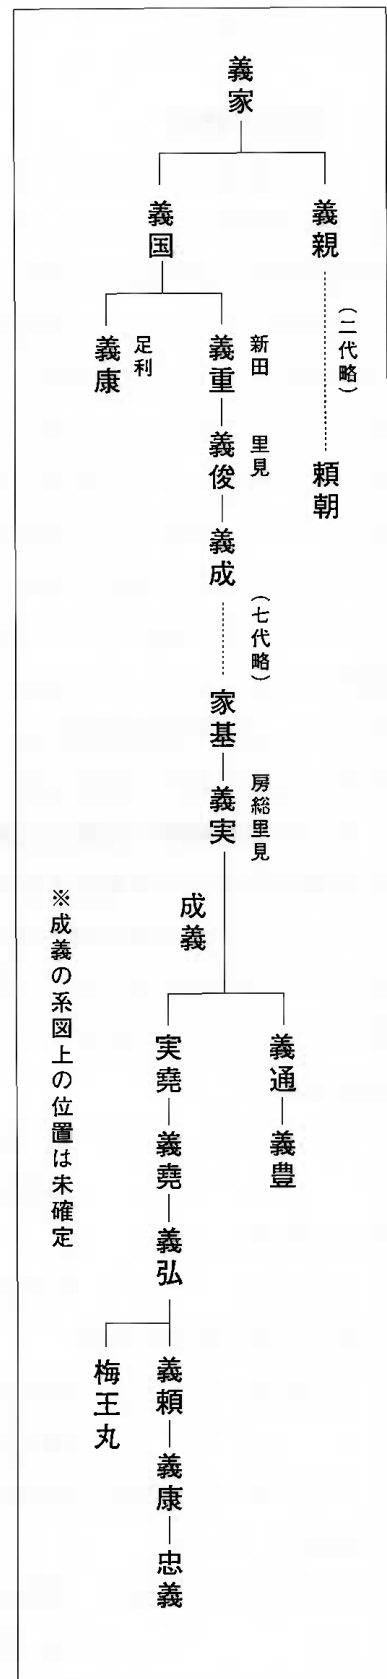 義家
義親
(二代略)
頼朝
義国
新田
義重
里見
義俊
義成
(七代略)
家基
房総里見
義実
足利
義康
成義
義通
義豊
実堯
義堯
義弘
義頼
義康
忠義
梅王丸
※成義の系図上の位置は未確定